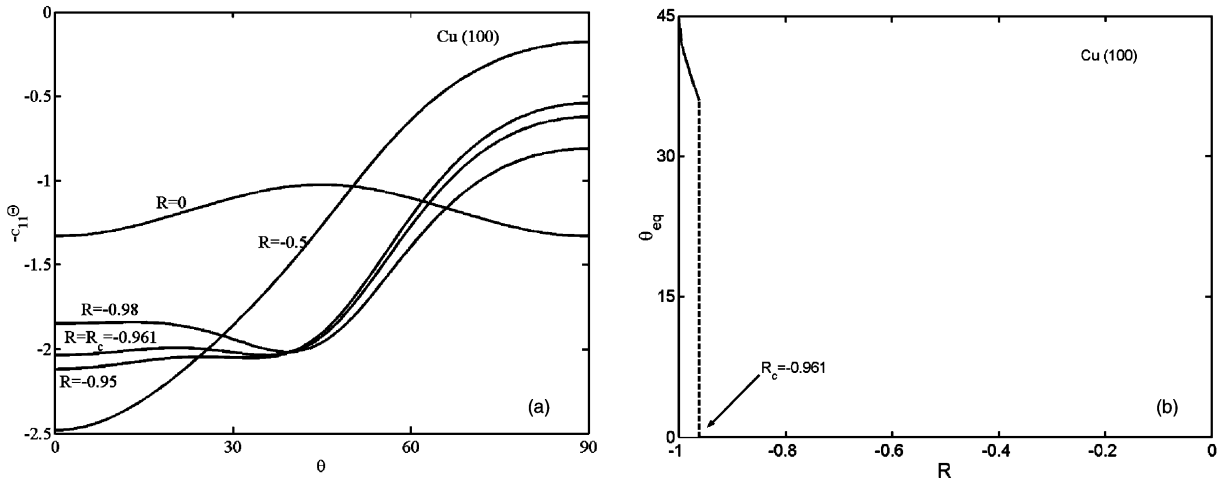 0
-0.5
-1
-1.5
-2
-2.5
-c11Θ
Cu (100)
R=0
R=-0.5
R=-0.98
R=Rc=-0.961
R=-0.95
(a)
0
30
60
90
θ
45
30
15
0
θeq
Cu (100)
Rc=-0.961
(b)
-1
-0.8
-0.6
-0.4
-0.2
0
R